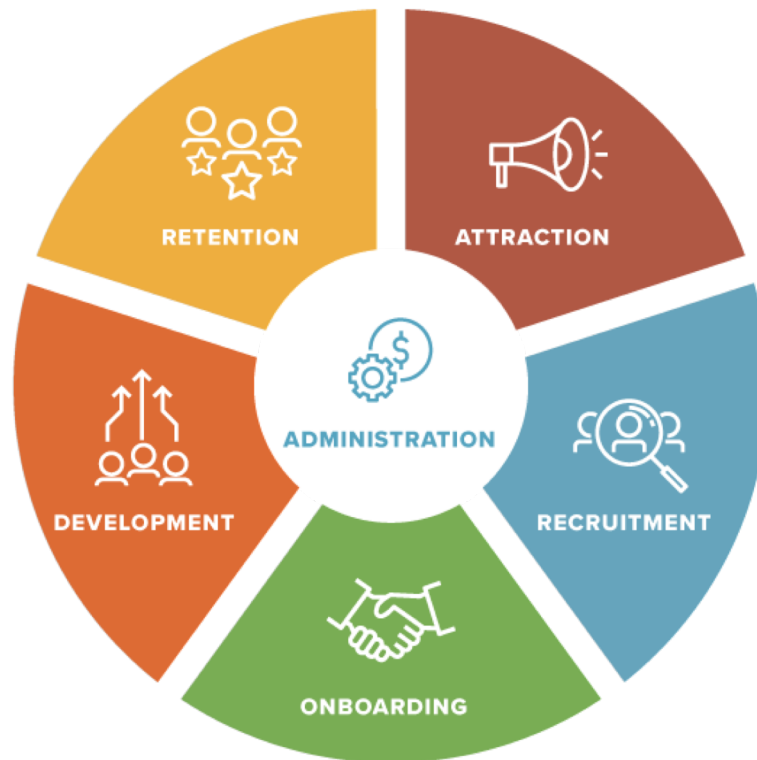 RETENTION
ATTRACTION
$
ADMINISTRATION
DEVELOPMENT
RECRUITMENT
ONBOARDING